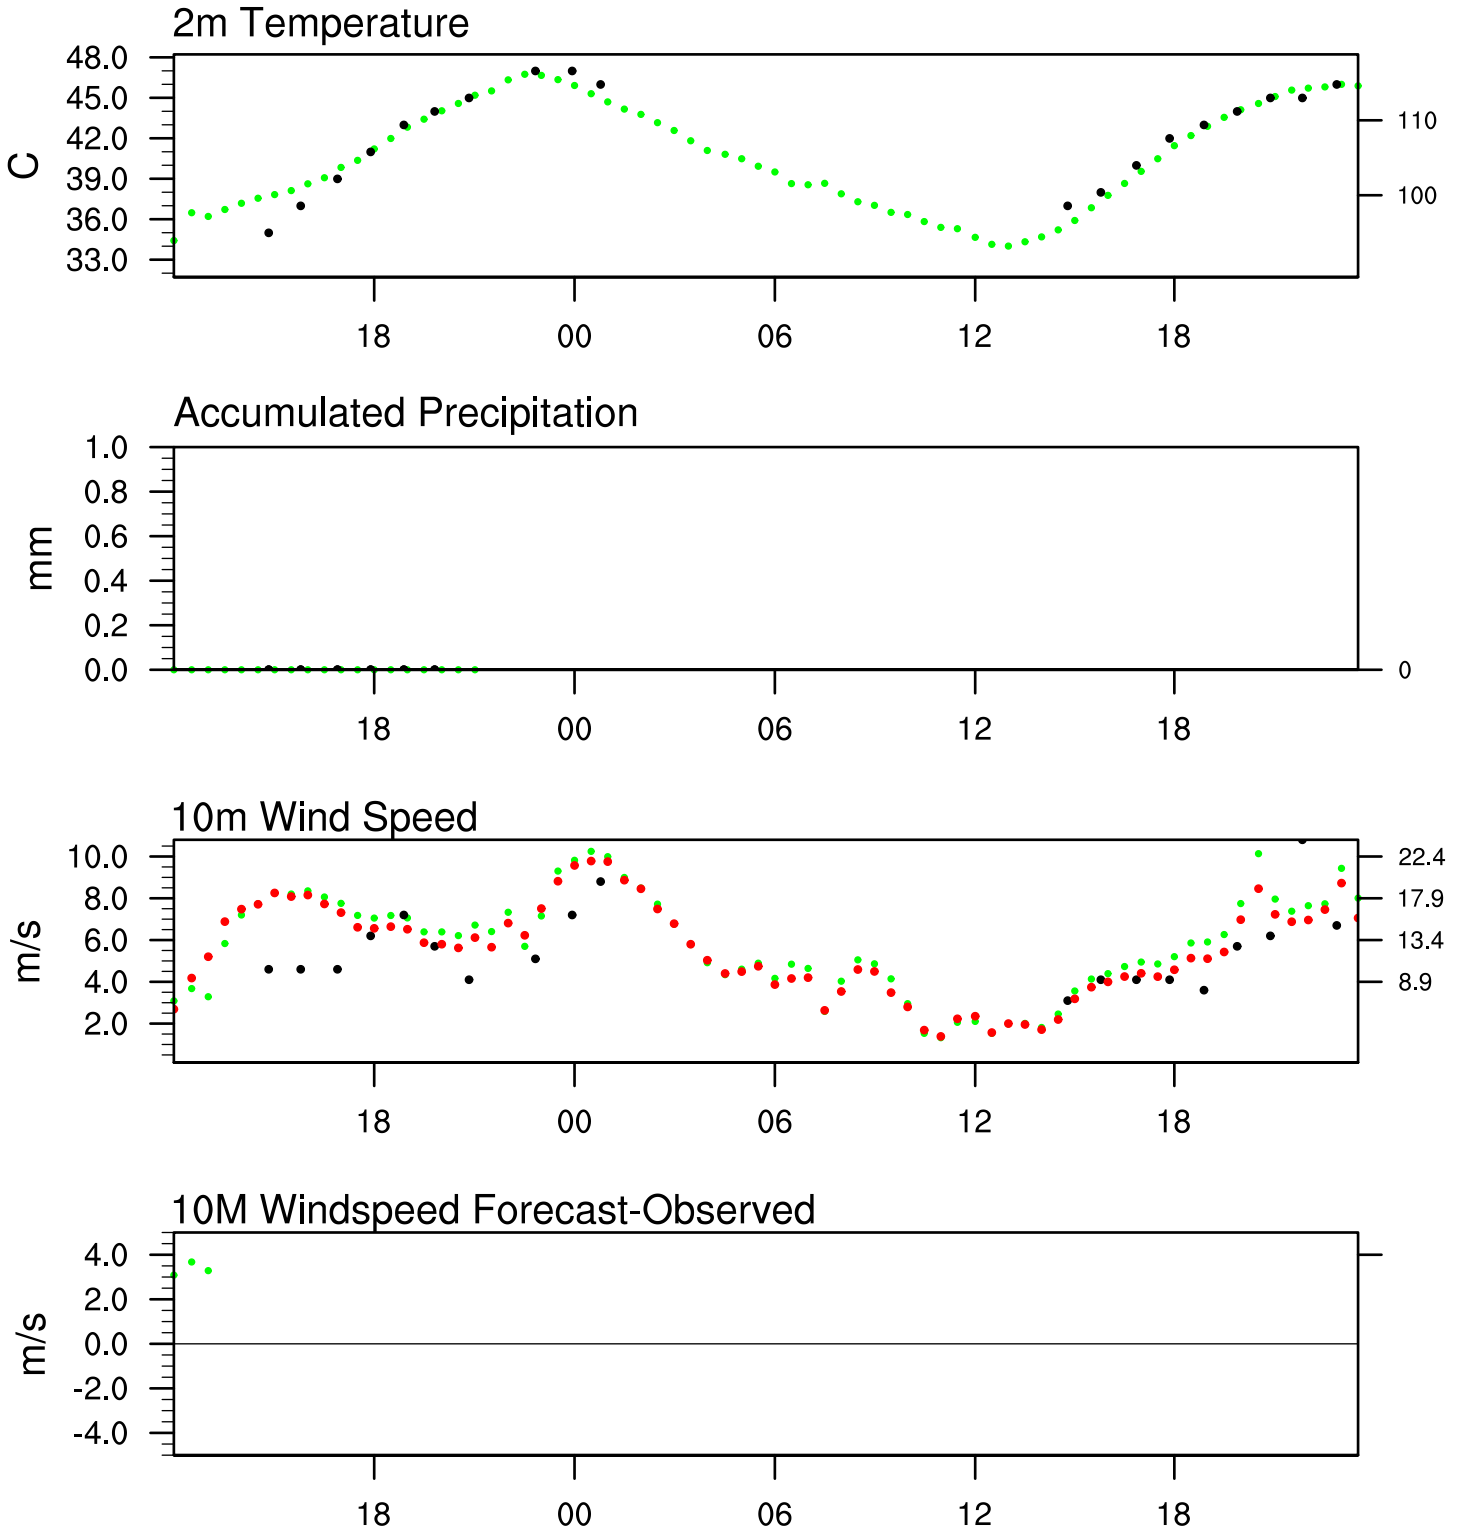 2m Temperature
48.0
45.0
42.0
39.0
36.0
33.0
C
110
100
18 00 06 12 18
Accumulated Precipitation
1.0
0.8
0.6
0.4
0.2
0.0
mm
0
18 00 06 12 18
10m Wind Speed
10.0
8.0
6.0
4.0
2.0
m/s
22.4
17.9
13.4
8.9
18 00 06 12 18
10M Windspeed Forecast-Observed
4.0
2.0
0.0
-2.0
-4.0
m/s
18 00 06 12 18